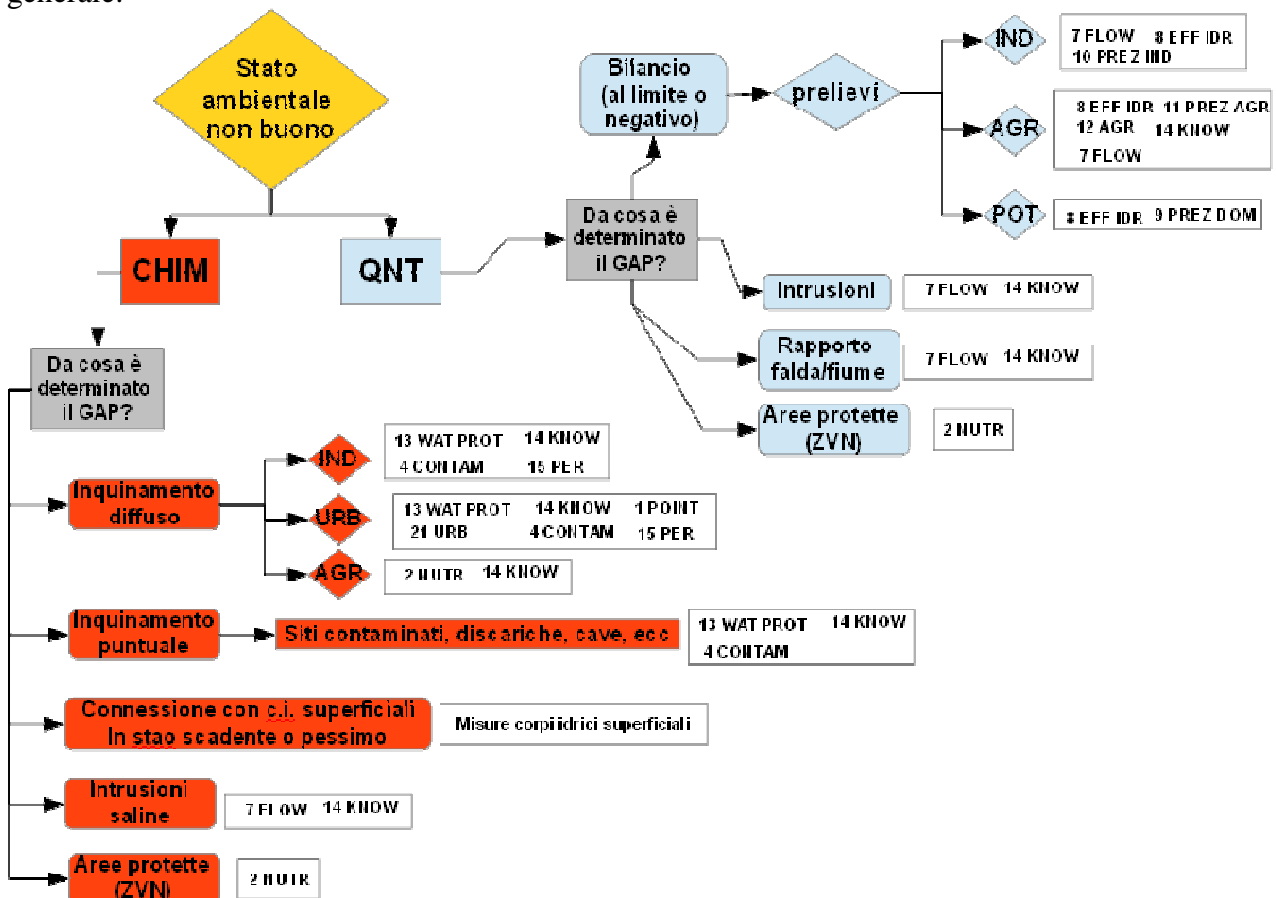 generale.
Stato
ambientale
non buono
CHIM
QNT
Da cosa è
determinato
il GAP?
Bilancio
(al limite o
negativo)
prelievi
IND
7 FLOW 8 EFF IDR
10 PREZ IND
AGR
8 EFF IDR 11 PREZ AGR
12 AGR 14 KNOW
7 FLOW
POT
8 EFF IDR 9 PREZ DOM
Intrusioni
7 FLOW 14 KNOW
Rapporto
falda/fiume
7 FLOW 14 KNOW
Aree protette
(ZVN)
2 NUTR
Da cosa è
determinato
il GAP?
Inquinamento
diffuso
IND
13 WAT PROT 14 KNOW
4 CONTAM 15 PER
URB
13 WAT PROT 14 KNOW 1 POINT
21 URB 4 CONTAM 15 PER
AGR
2 NUTR 14 KNOW
Inquinamento
puntuale
Siti contaminati, discariche, cave, ecc
13 WAT PROT 14 KNOW
4 CONTAM
Connessione con c.i. superficiali
In stao scadente o pessimo
Misure corpi idrici superficiali
Intrusioni
saline
7 FLOW 14 KNOW
Aree protette
(ZVN)
2 NUTR